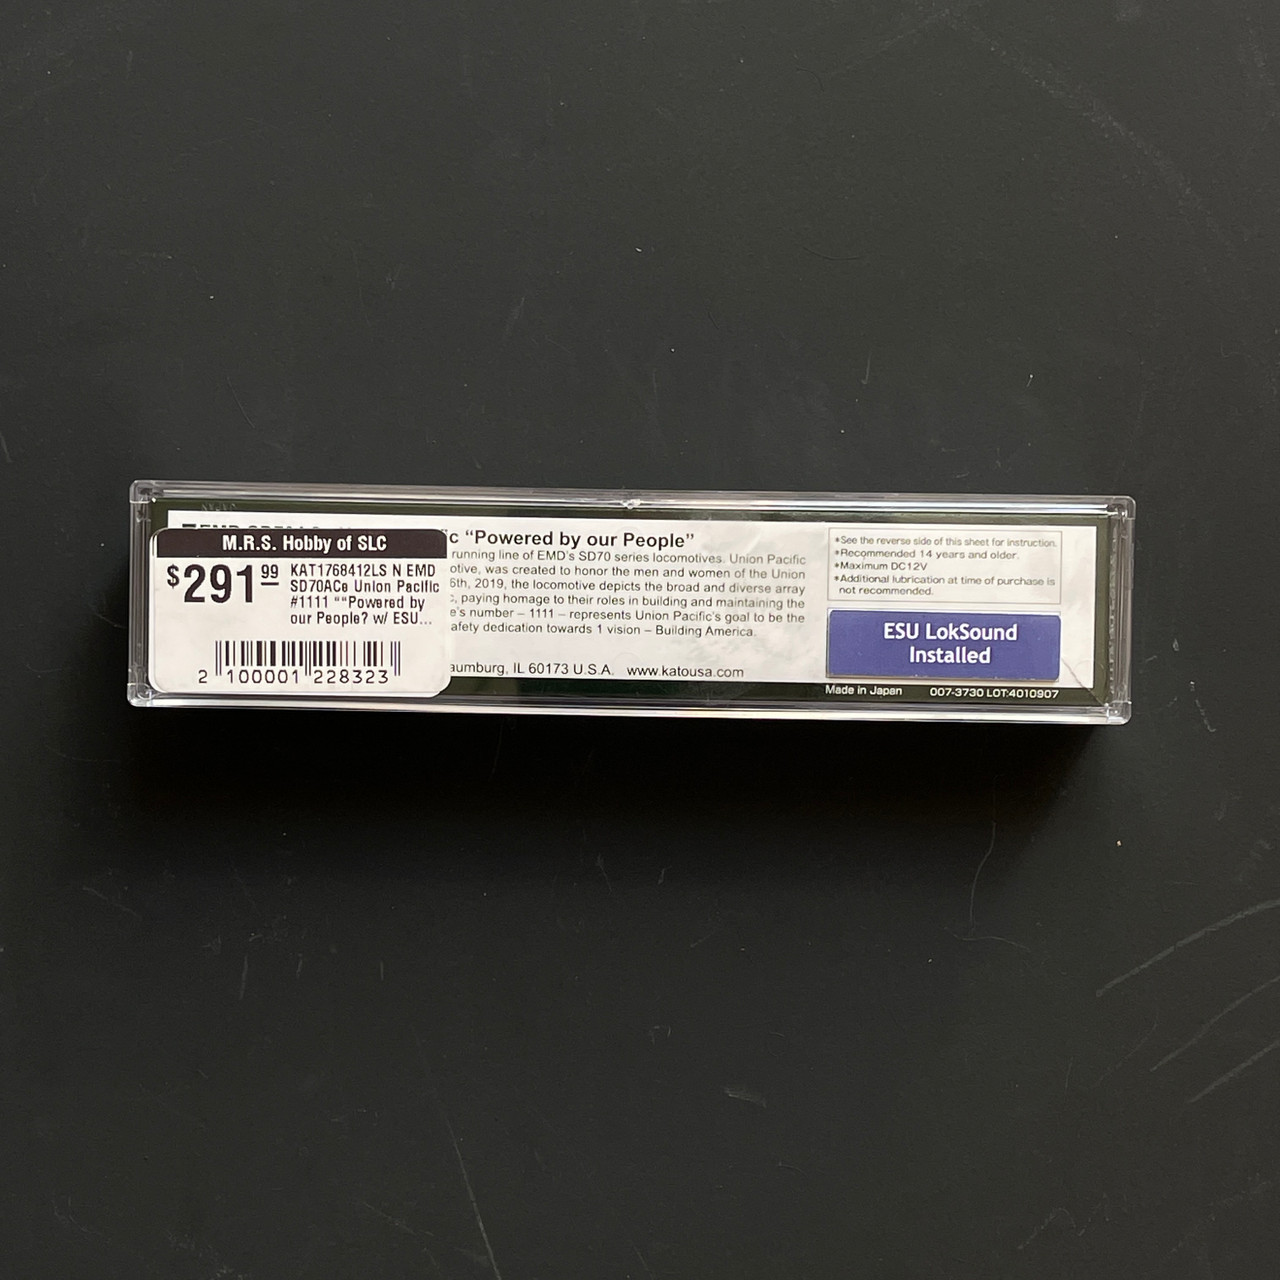 M.R.S. Hobby of SLC
$291.99
KAT1768412LS N EMD
SD70ACe Union Pacific
#1111 ""Powered by
our People? w/ ESU...
2 100001 228323
c “Powered by our People”
running line of EMD's SD70 series locomotives. Union Pacific
otive, was created to honor the men and women of the Union
6th, 2019, the locomotive depicts the broad and diverse array
, paying homage to their roles in building and maintaining the
e's number – 1111 – represents Union Pacific's goal to be the
afety dedication towards 1 vision – Building America.
aumburg, IL 60173 U.S.A. www.katousa.com
*See the reverse side of this sheet for instruction.
*Recommended 14 years and older.
*Maximum DC12V
*Additional lubrication at time of purchase is
not recommended.
ESU LokSound
Installed
Made in Japan 007-3730 LOT:4010907